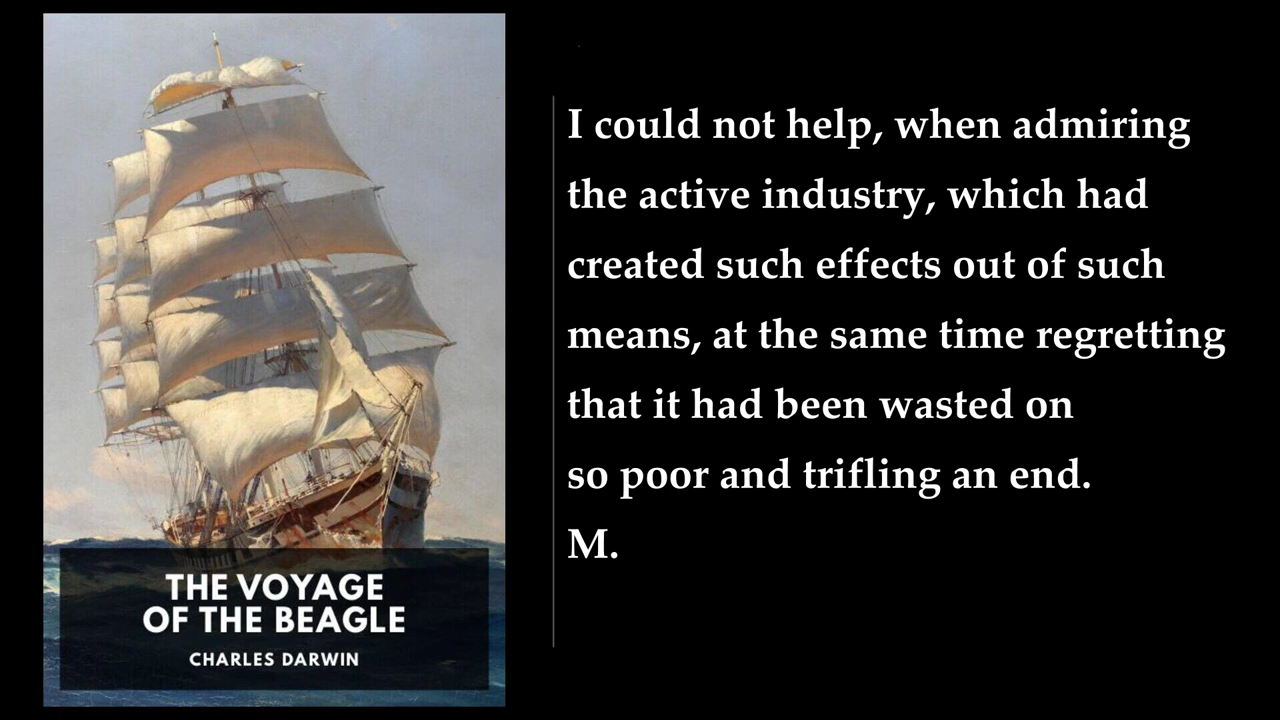 THE VOYAGE
OF THE BEAGLE
CHARLES DARWIN
I could not help, when admiring
the active industry, which had
created such effects out of such
means, at the same time regretting
that it had been wasted on
so poor and trifling an end.
M.